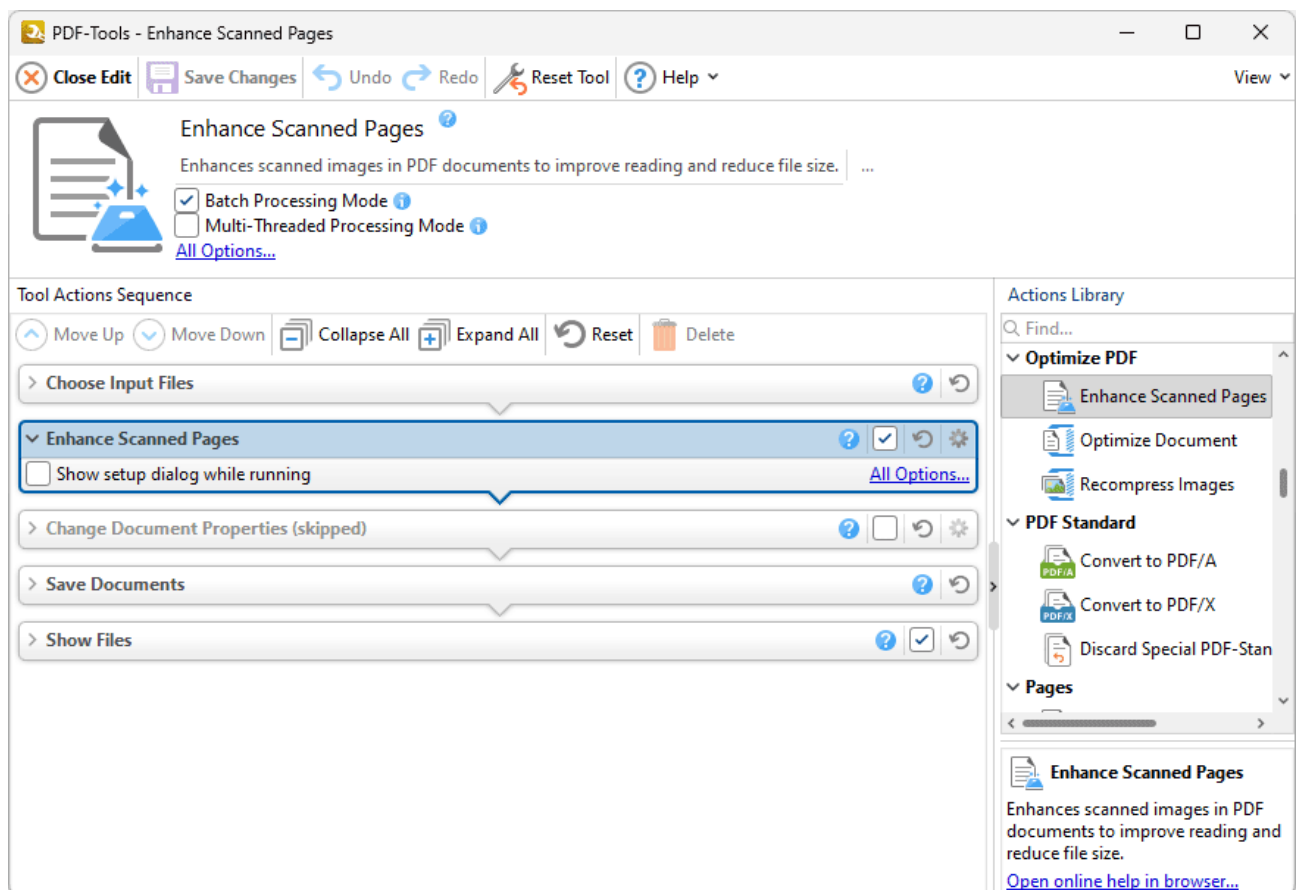 PDF-Tools - Enhance Scanned Pages
Close Edit Save Changes Undo Redo Reset Tool ? Help View
Enhance Scanned Pages ?
Enhances scanned images in PDF documents to improve reading and reduce file size. ...
Batch Processing Mode i
Multi-Threaded Processing Mode i
All Options...
Tool Actions Sequence
Move Up Move Down Collapse All Expand All Reset Delete
Choose Input Files ?
Enhance Scanned Pages ?
Show setup dialog while running All Options...
Change Document Properties (skipped) ?
Save Documents ?
Show Files ?
Actions Library
Find...
Optimize PDF
Enhance Scanned Pages
Optimize Document
Recompress Images
PDF Standard
PDF/A Convert to PDF/A
PDF/X Convert to PDF/X
Discard Special PDF-Stan
Pages
Enhance Scanned Pages
Enhances scanned images in PDF
documents to improve reading and
reduce file size.
Open online help in browser...